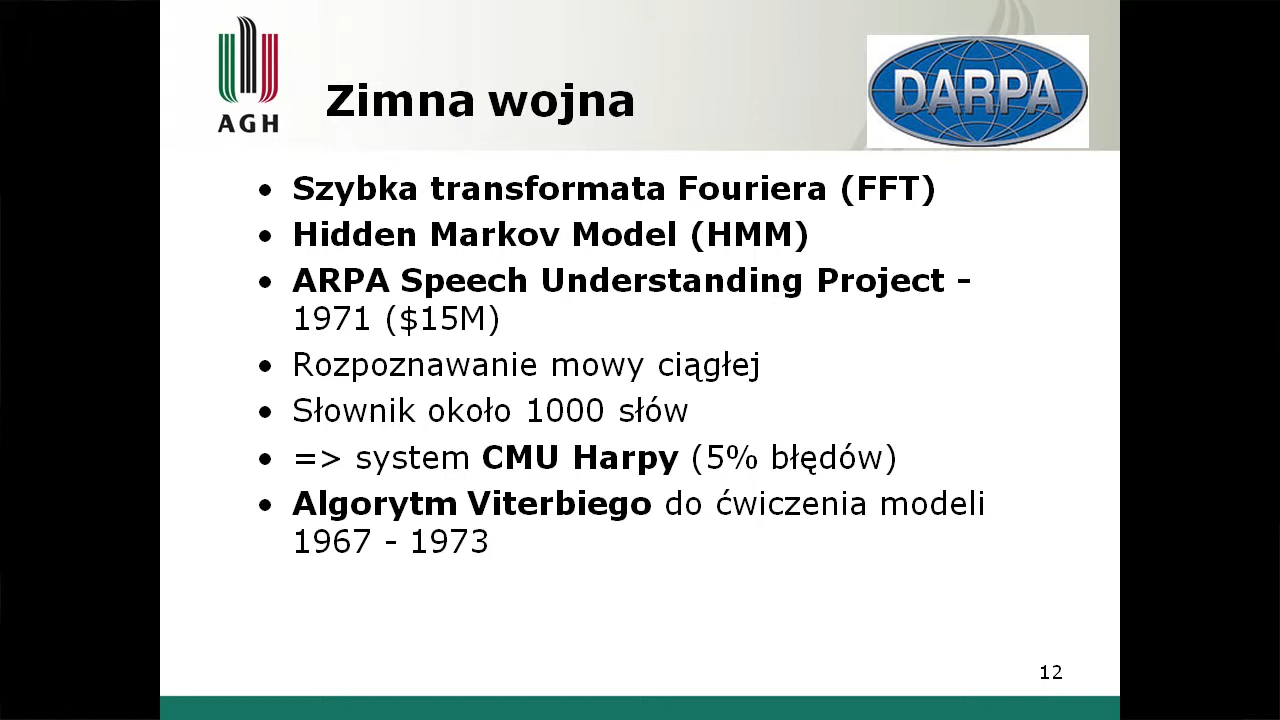 AGH
Zimna wojna
DARPA
• Szybka transformata Fouriera (FFT)
• Hidden Markov Model (HMM)
• ARPA Speech Understanding Project -
1971 ($15M)
• Rozpoznawanie mowy ciągłej
• Słownik około 1000 słów
• => system CMU Harpy (5% błędów)
• Algorytm Viterbiego do ćwiczenia modeli
1967 - 1973
12